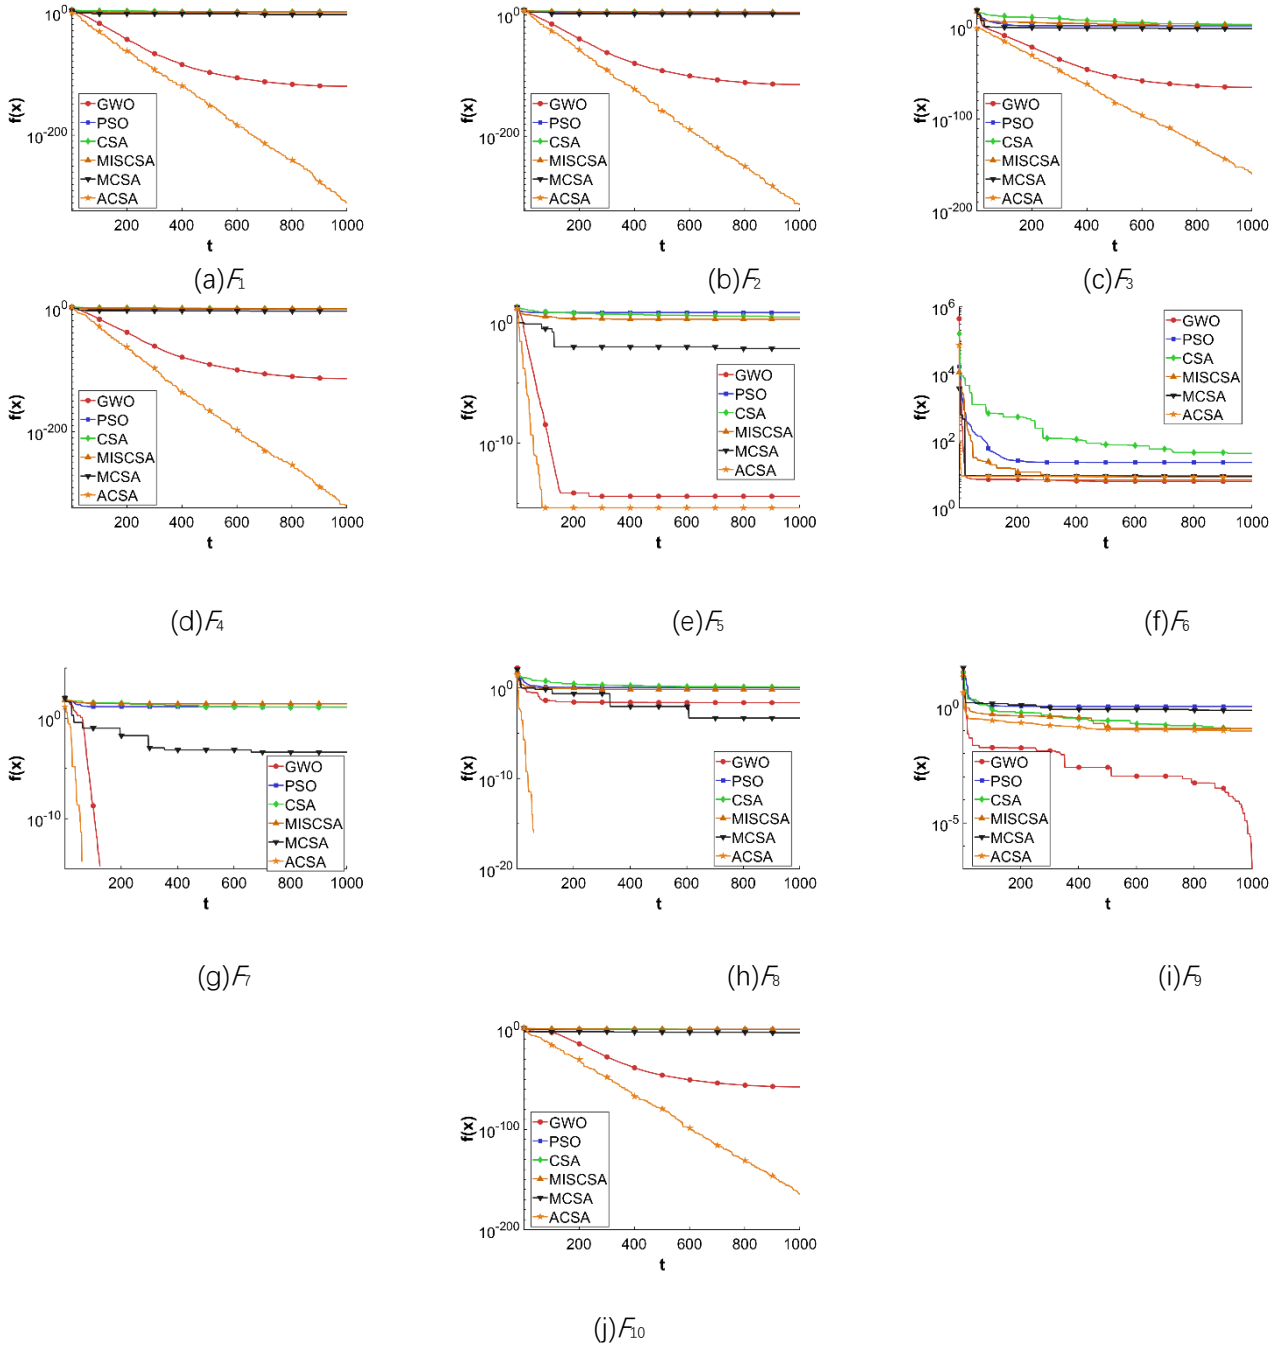 10^0
10^-200
f(x)
GWO
PSO
CSA
MISCSA
MCSA
ACSA
200 400 600 800 1000
t
(a)F1
10^0
10^-200
f(x)
GWO
PSO
CSA
MISCSA
MCSA
ACSA
200 400 600 800 1000
t
(b)F2
10^0
10^-100
10^-200
f(x)
GWO
PSO
CSA
MISCSA
MCSA
ACSA
200 400 600 800 1000
t
(c)F3
10^0
10^-200
f(x)
GWO
PSO
CSA
MISCSA
MCSA
ACSA
200 400 600 800 1000
t
(d)F4
10^0
10^-10
f(x)
GWO
PSO
CSA
MISCSA
MCSA
ACSA
200 400 600 800 1000
t
(e)F5
10^6
10^4
10^2
10^0
f(x)
GWO
PSO
CSA
MISCSA
MCSA
ACSA
200 400 600 800 1000
t
(f)F6
10^0
10^-10
f(x)
GWO
PSO
CSA
MISCSA
MCSA
ACSA
200 400 600 800 1000
t
(g)F7
10^0
10^-10
10^-20
f(x)
GWO
PSO
CSA
MISCSA
MCSA
ACSA
200 400 600 800 1000
t
(h)F8
10^0
10^-5
f(x)
GWO
PSO
CSA
MISCSA
MCSA
ACSA
200 400 600 800 1000
t
(i)F9
10^0
10^-100
10^-200
f(x)
GWO
PSO
CSA
MISCSA
MCSA
ACSA
200 400 600 800 1000
t
(j)F10